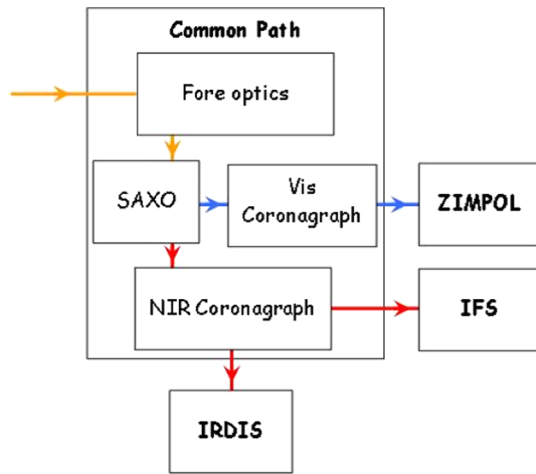 Common Path
Fore optics
SAXO
Vis
Coronagraph
ZIMPOL
NIR Coronagraph
IFS
IRDIS